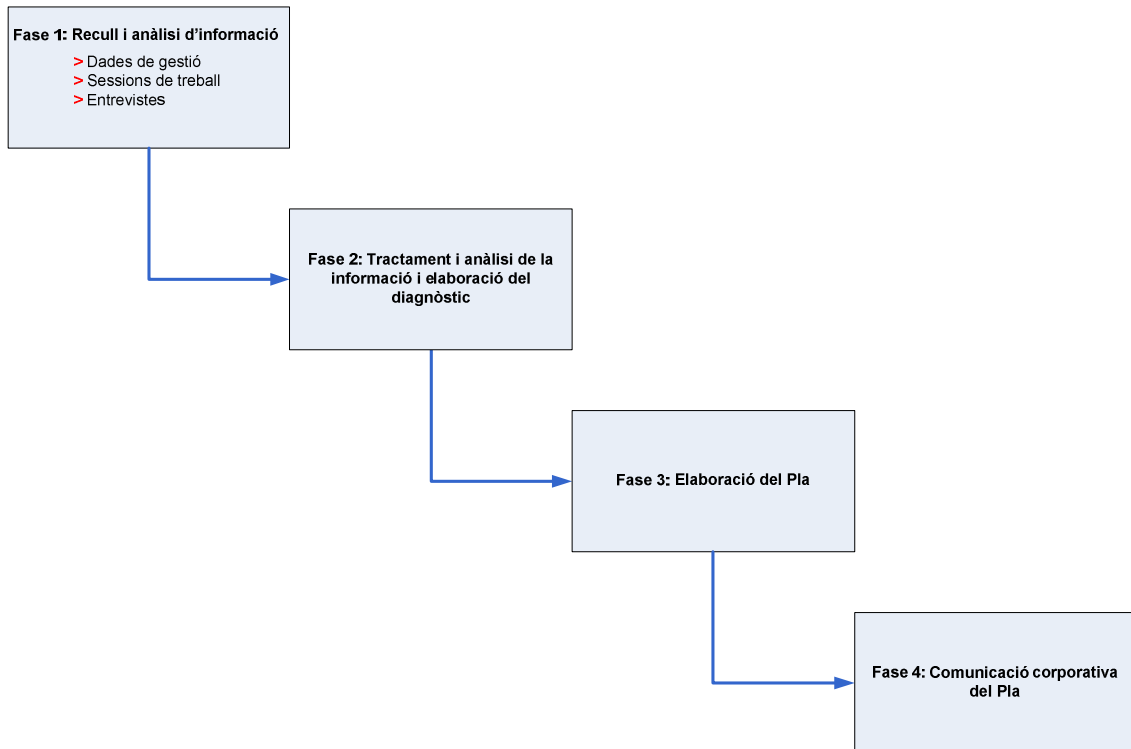 Fase 1: Recull i anàlisi d’informació
> Dades de gestió
> Sessions de treball
> Entrevistes
Fase 2: Tractament i anàlisi de la
informació i elaboració del
diagnòstic
Fase 3: Elaboració del Pla
Fase 4: Comunicació corporativa
del Pla